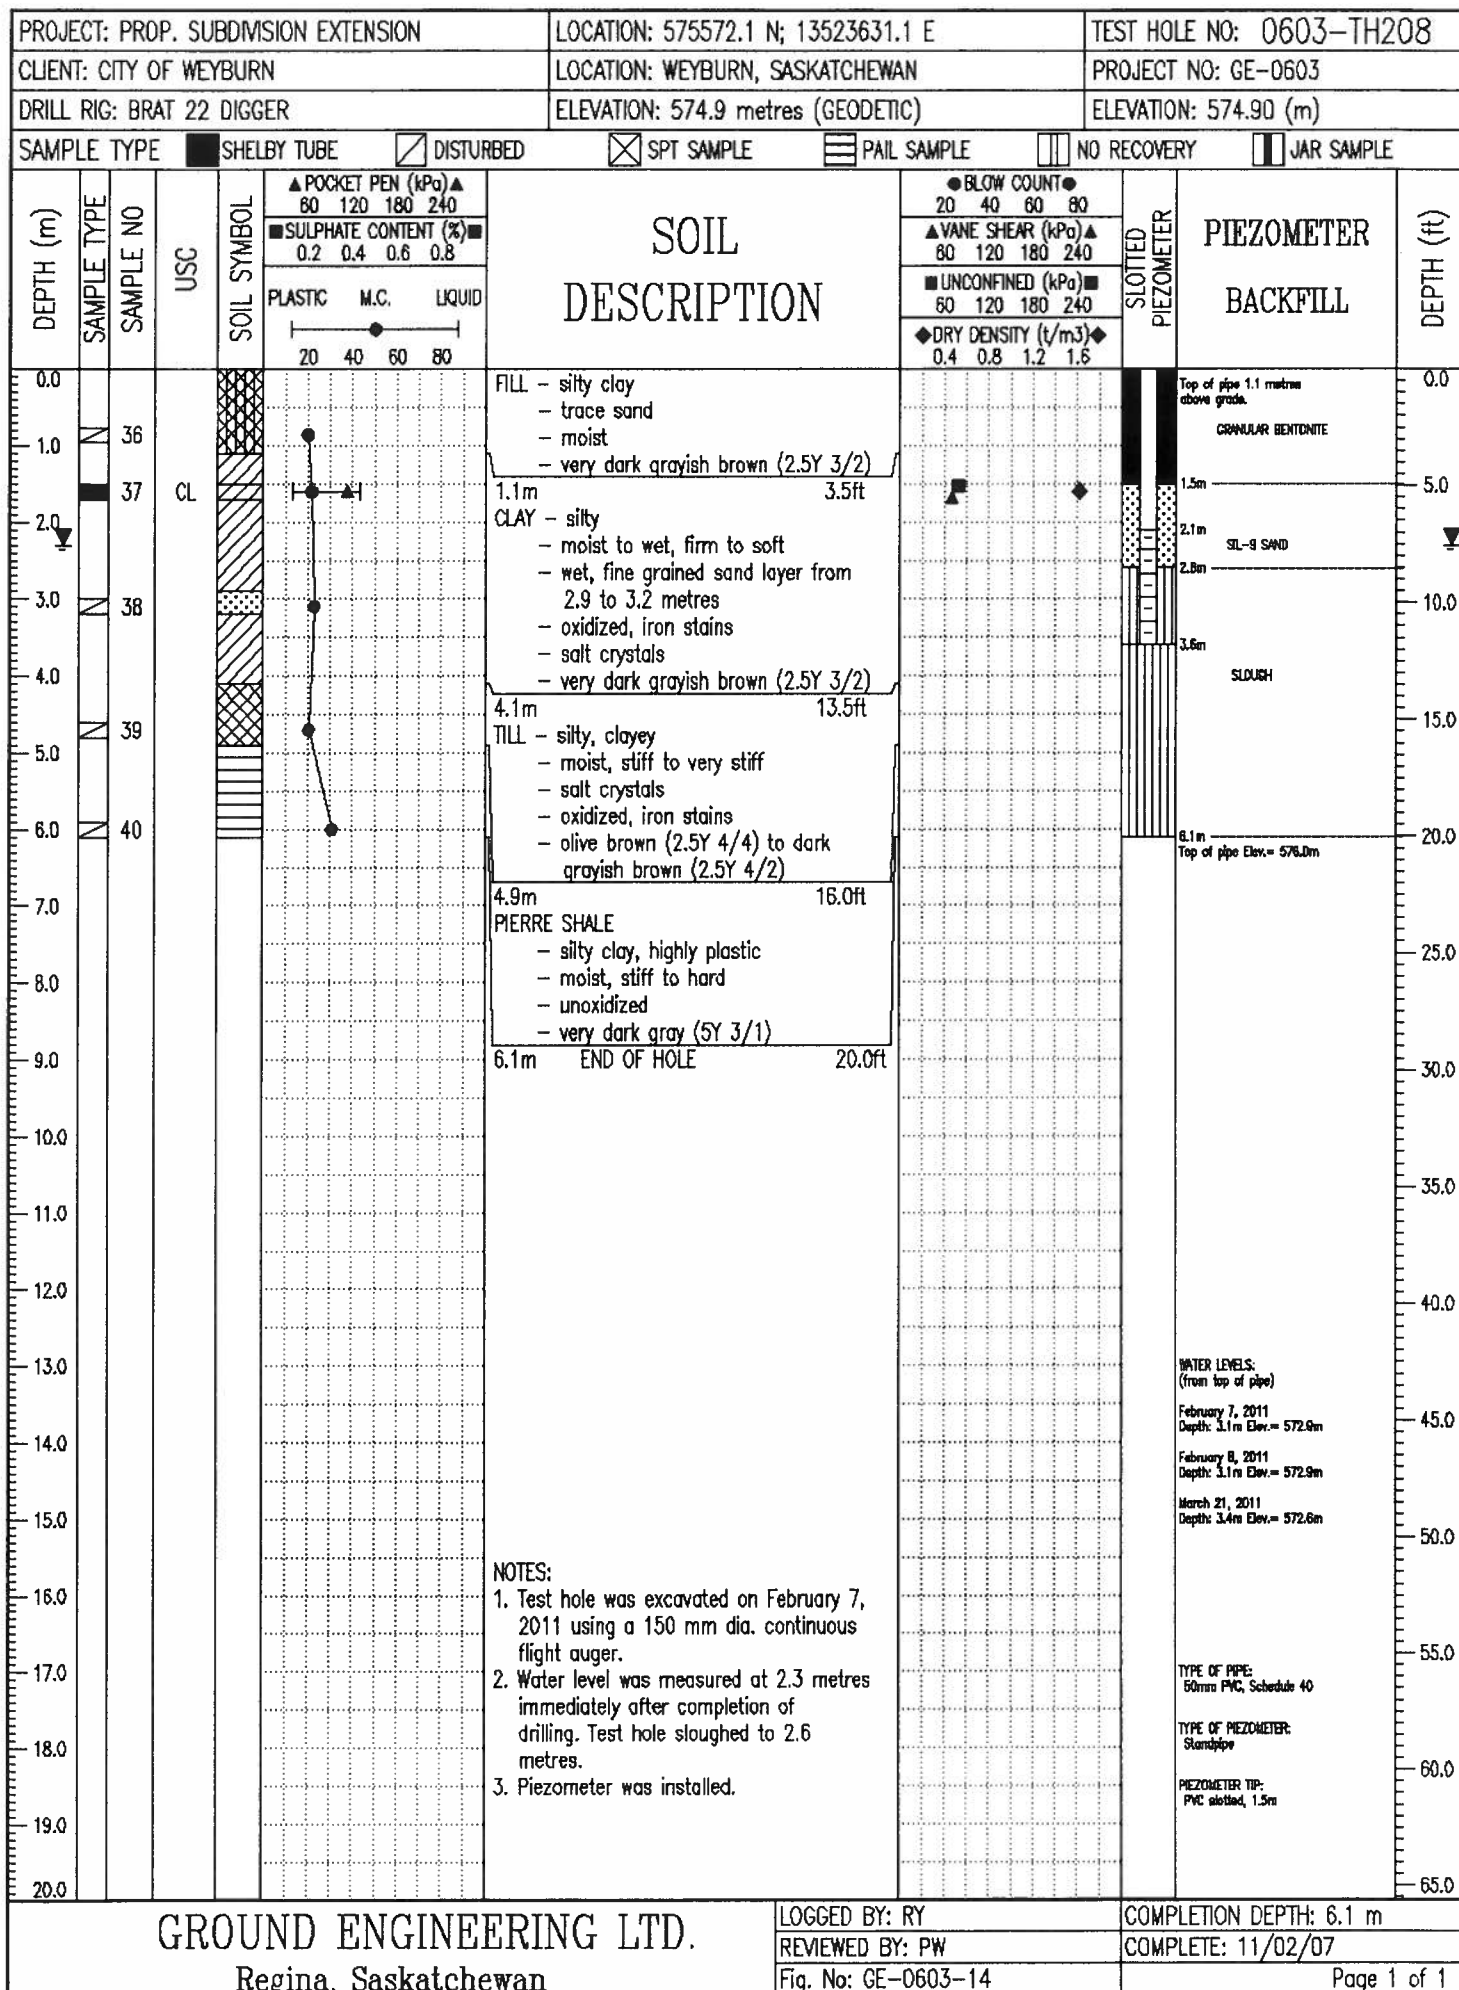 PROJECT: PROP. SUBDIVISION EXTENSION
LOCATION: 575572.1 N; 13523631.1 E
TEST HOLE NO: 0603-TH208
CLIENT: CITY OF WEYBURN
LOCATION: WEYBURN, SASKATCHEWAN
PROJECT NO: GE-0603
DRILL RIG: BRAT 22 DIGGER
ELEVATION: 574.9 metres (GEODETIC)
ELEVATION: 574.90 (m)
SAMPLE TYPE SHELBY TUBE DISTURBED SPT SAMPLE PAIL SAMPLE NO RECOVERY JAR SAMPLE
DEPTH (m)
SAMPLE TYPE
SAMPLE NO
USC
SOIL SYMBOL
▲POCKET PEN (kPa)▲
60 120 180 240
■SULPHATE CONTENT (%)■
0.2 0.4 0.6 0.8
PLASTIC M.C. LIQUID
20 40 60 80
SOIL
DESCRIPTION
●BLOW COUNT●
20 40 60 80
▲VANE SHEAR (kPa)▲
60 120 180 240
■UNCONFINED (kPa)■
60 120 180 240
◆DRY DENSITY (t/m3)◆
0.4 0.8 1.2 1.6
SLOTTED
PIEZOMETER
PIEZOMETER
BACKFILL
DEPTH (ft)
0.0
1.0
2.0
3.0
4.0
5.0
6.0
7.0
8.0
9.0
10.0
11.0
12.0
13.0
14.0
15.0
16.0
17.0
18.0
19.0
20.0
36
37
38
39
40
CL
FILL - silty clay
- trace sand
- moist
- very dark grayish brown (2.5Y 3/2)
1.1m 3.5ft
CLAY - silty
- moist to wet, firm to soft
- wet, fine grained sand layer from
2.9 to 3.2 metres
- oxidized, iron stains
- salt crystals
- very dark grayish brown (2.5Y 3/2)
4.1m 13.5ft
TILL - silty, clayey
- moist, stiff to very stiff
- salt crystals
- oxidized, iron stains
- olive brown (2.5Y 4/4) to dark
grayish brown (2.5Y 4/2)
4.9m 16.0ft
PIERRE SHALE
- silty clay, highly plastic
- moist, stiff to hard
- unoxidized
- very dark gray (5Y 3/1)
6.1m END OF HOLE 20.0ft
NOTES:
1. Test hole was excavated on February 7,
2011 using a 150 mm dia. continuous
flight auger.
2. Water level was measured at 2.3 metres
immediately after completion of
drilling. Test hole sloughed to 2.6
metres.
3. Piezometer was installed.
Top of pipe 1.1 metres
above grade.
GRANULAR BENTONITE
1.5m
2.1m
SIL-9 SAND
2.6m
3.6m
SLOUGH
6.1m
Top of pipe Elev.= 576.0m
WATER LEVELS:
(from top of pipe)
February 7, 2011
Depth: 3.1m Elev.= 572.9m
February 8, 2011
Depth: 3.1m Elev.= 572.9m
March 21, 2011
Depth: 3.4m Elev.= 572.6m
TYPE OF PIPE:
50mm PVC, Schedule 40
TYPE OF PIEZOMETER:
Standpipe
PIEZOMETER TIP:
PVC slotted, 1.5m
0.0
5.0
10.0
15.0
20.0
25.0
30.0
35.0
40.0
45.0
50.0
55.0
60.0
65.0
GROUND ENGINEERING LTD.
Regina, Saskatchewan
LOGGED BY: RY
COMPLETION DEPTH: 6.1 m
REVIEWED BY: PW
COMPLETE: 11/02/07
Fig. No: GE-0603-14
Page 1 of 1